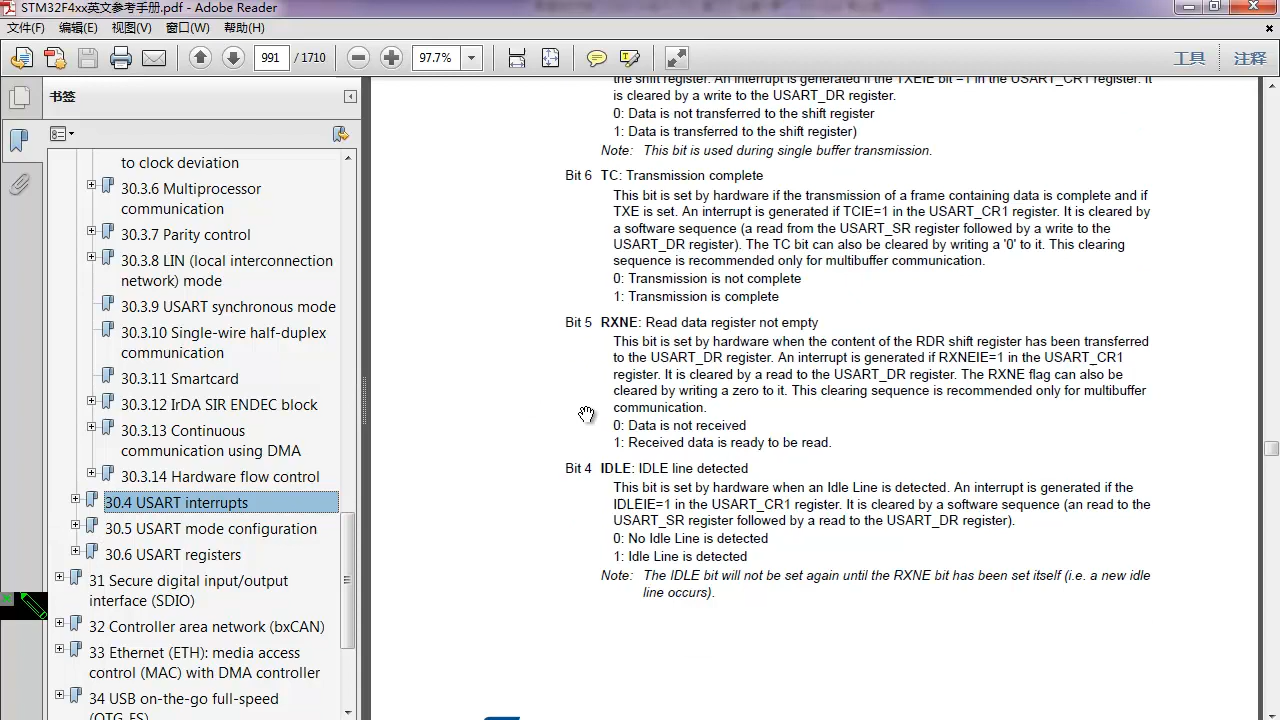 STM32F4xx英文参考手册.pdf - Adobe Reader
文件(F) 编辑(E) 视图(V) 窗口(W) 帮助(H)
991 / 1710 97.7% 工具 注释
书签
to clock deviation
30.3.6 Multiprocessor
communication
30.3.7 Parity control
30.3.8 LIN (local interconnection
network) mode
30.3.9 USART synchronous mode
30.3.10 Single-wire half-duplex
communication
30.3.11 Smartcard
30.3.12 IrDA SIR ENDEC block
30.3.13 Continuous
communication using DMA
30.3.14 Hardware flow control
30.4 USART interrupts
30.5 USART mode configuration
30.6 USART registers
31 Secure digital input/output
interface (SDIO)
32 Controller area network (bxCAN)
33 Ethernet (ETH): media access
control (MAC) with DMA controller
34 USB on-the-go full-speed
(OTG_FS)
the shift register. An interrupt is generated if the TXEIE bit =1 in the USART_CR1 register. It
is cleared by a write to the USART_DR register.
0: Data is not transferred to the shift register
1: Data is transferred to the shift register)
Note: This bit is used during single buffer transmission.
Bit 6 TC: Transmission complete
This bit is set by hardware if the transmission of a frame containing data is complete and if
TXE is set. An interrupt is generated if TCIE=1 in the USART_CR1 register. It is cleared by
a software sequence (a read from the USART_SR register followed by a write to the
USART_DR register). The TC bit can also be cleared by writing a '0' to it. This clearing
sequence is recommended only for multibuffer communication.
0: Transmission is not complete
1: Transmission is complete
Bit 5 RXNE: Read data register not empty
This bit is set by hardware when the content of the RDR shift register has been transferred
to the USART_DR register. An interrupt is generated if RXNEIE=1 in the USART_CR1
register. It is cleared by a read to the USART_DR register. The RXNE flag can also be
cleared by writing a zero to it. This clearing sequence is recommended only for multibuffer
communication.
0: Data is not received
1: Received data is ready to be read.
Bit 4 IDLE: IDLE line detected
This bit is set by hardware when an Idle Line is detected. An interrupt is generated if the
IDLEIE=1 in the USART_CR1 register. It is cleared by a software sequence (an read to the
USART_SR register followed by a read to the USART_DR register).
0: No Idle Line is detected
1: Idle Line is detected
Note: The IDLE bit will not be set again until the RXNE bit has been set itself (i.e. a new idle
line occurs).